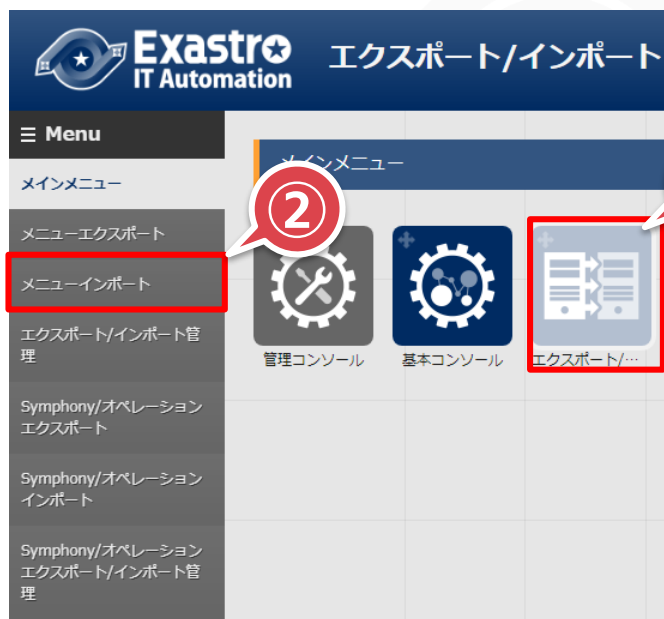 Exastro
IT Automation
エクスポート/インポート
☰ Menu
メインメニュー
メニューエクスポート
メニューインポート
エクスポート/インポート管
理
Symphony/オペレーション
エクスポート
Symphony/オペレーション
インポート
Symphony/オペレーション
エクスポート/インポート管
理
メインメニュー
②
管理コンソール
基本コンソール
エクスポート/…